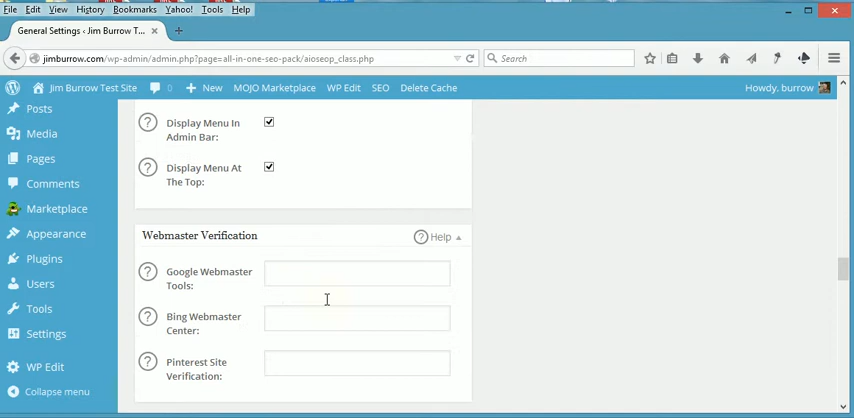 File Edit View History Bookmarks Yahoo! Tools Help
General Settings ‹ Jim Burrow T...
jimburrow.com/wp-admin/admin.php?page=all-in-one-seo-pack/aioseop_class.php
Search
Jim Burrow Test Site 0 + New MOJO Marketplace WP Edit SEO Delete Cache Howdy, burrow
Posts
Media
Pages
Comments
Marketplace
Appearance
Plugins
Users
Tools
Settings
WP Edit
Collapse menu
? Display Menu In
Admin Bar:
? Display Menu At
The Top:
Webmaster Verification ? Help
? Google Webmaster
Tools:
? Bing Webmaster
Center:
? Pinterest Site
Verification: